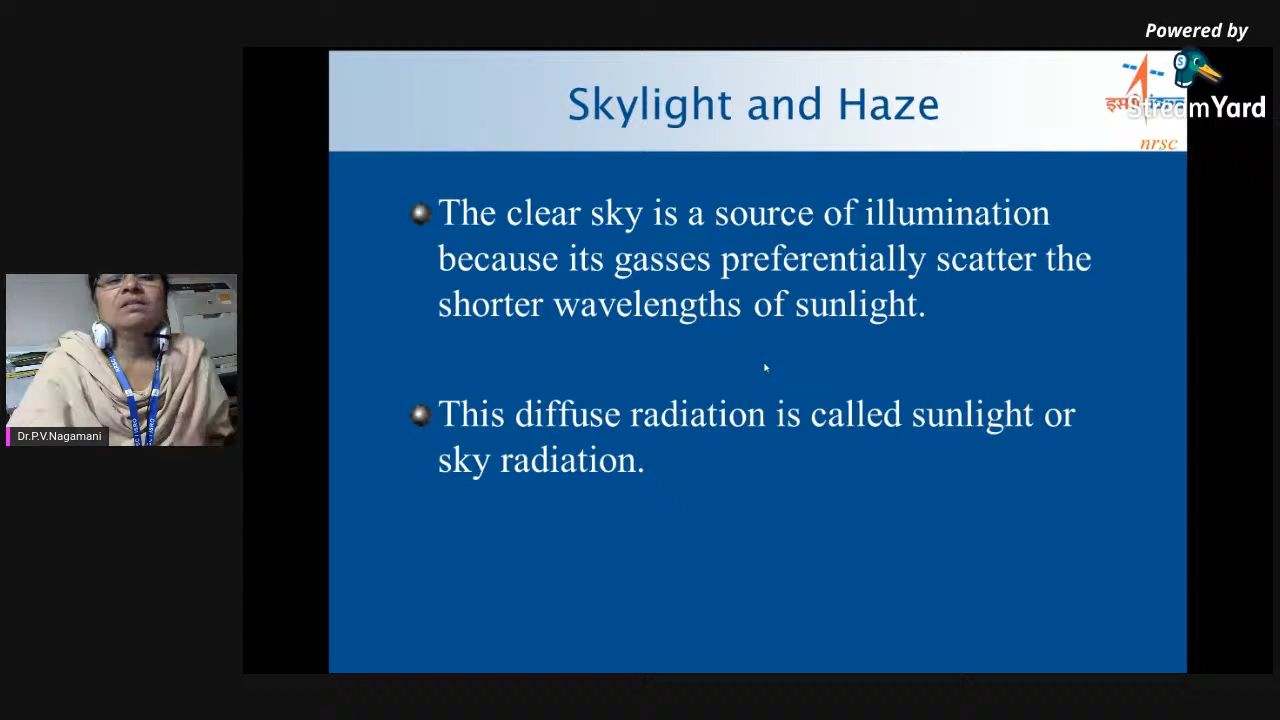 Powered by
StreamYard
Skylight and Haze
nrsc
The clear sky is a source of illumination
because its gasses preferentially scatter the
shorter wavelengths of sunlight.
This diffuse radiation is called sunlight or
sky radiation.
Dr.P.V.Nagamani